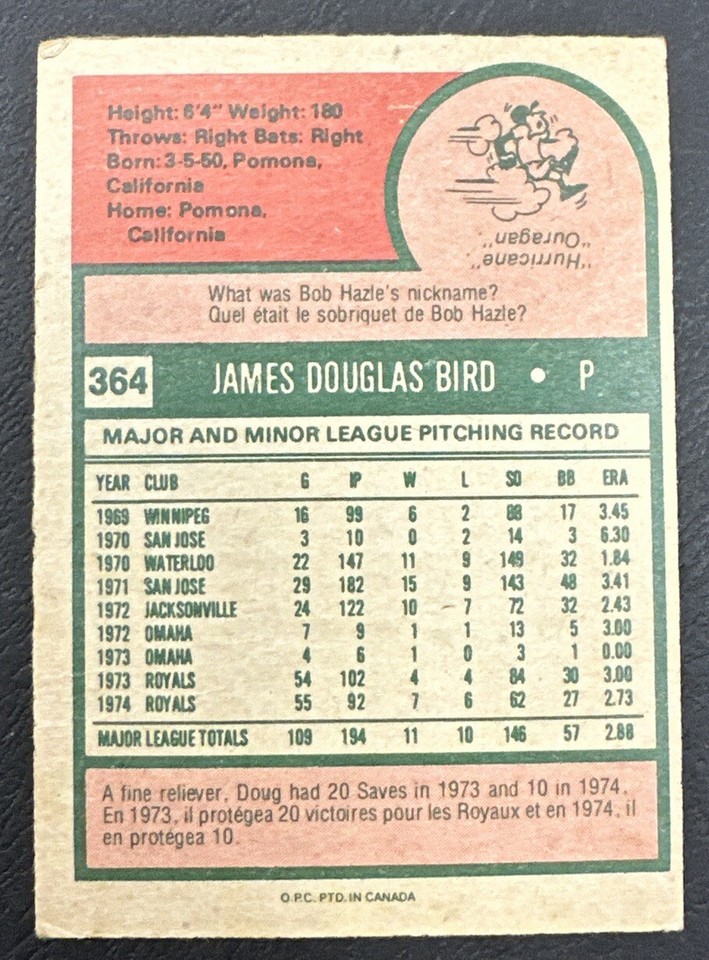 Height: 6'4" Weight: 180
Throws: Right Bats: Right
Born: 3-5-50, Pomona,
California
Home: Pomona,
California
"Hurricane"
"Ouragan".
What was Bob Hazle's nickname?
Quel était le sobriquet de Bob Hazle?
364 JAMES DOUGLAS BIRD • P
MAJOR AND MINOR LEAGUE PITCHING RECORD
YEAR CLUB G IP W L SO BB ERA
1969 WINNIPEG 16 99 6 2 88 17 3.45
1970 SAN JOSE 3 10 0 2 14 3 6.30
1970 WATERLOO 22 147 11 9 149 32 1.84
1971 SAN JOSE 29 182 15 9 143 48 3.41
1972 JACKSONVILLE 24 122 10 7 72 32 2.43
1972 OMAHA 7 9 1 1 13 5 3.00
1973 OMAHA 4 6 1 0 3 1 0.00
1973 ROYALS 54 102 4 4 84 30 3.00
1974 ROYALS 55 92 7 6 62 27 2.73
MAJOR LEAGUE TOTALS 109 194 11 10 146 57 2.88
A fine reliever, Doug had 20 Saves in 1973 and 10 in 1974.
En 1973, il protégea 20 victoires pour les Royaux et en 1974, il
en protégea 10.
O.P.C. PTD. IN CANADA